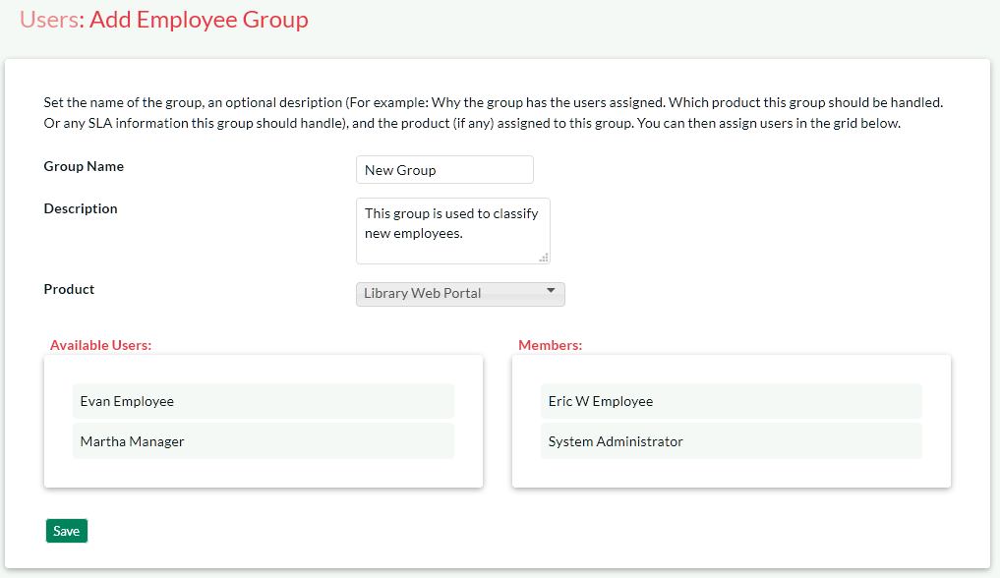 Users: Add Employee Group
Set the name of the group, an optional desription (For example: Why the group has the users assigned. Which product this group should be handled.
Or any SLA information this group should handle), and the product (if any) assigned to this group. You can then assign users in the grid below.
Group Name
New Group
Description
This group is used to classify
new employees.
Product
Library Web Portal
Available Users:
Evan Employee
Martha Manager
Members:
Eric W Employee
System Administrator
Save